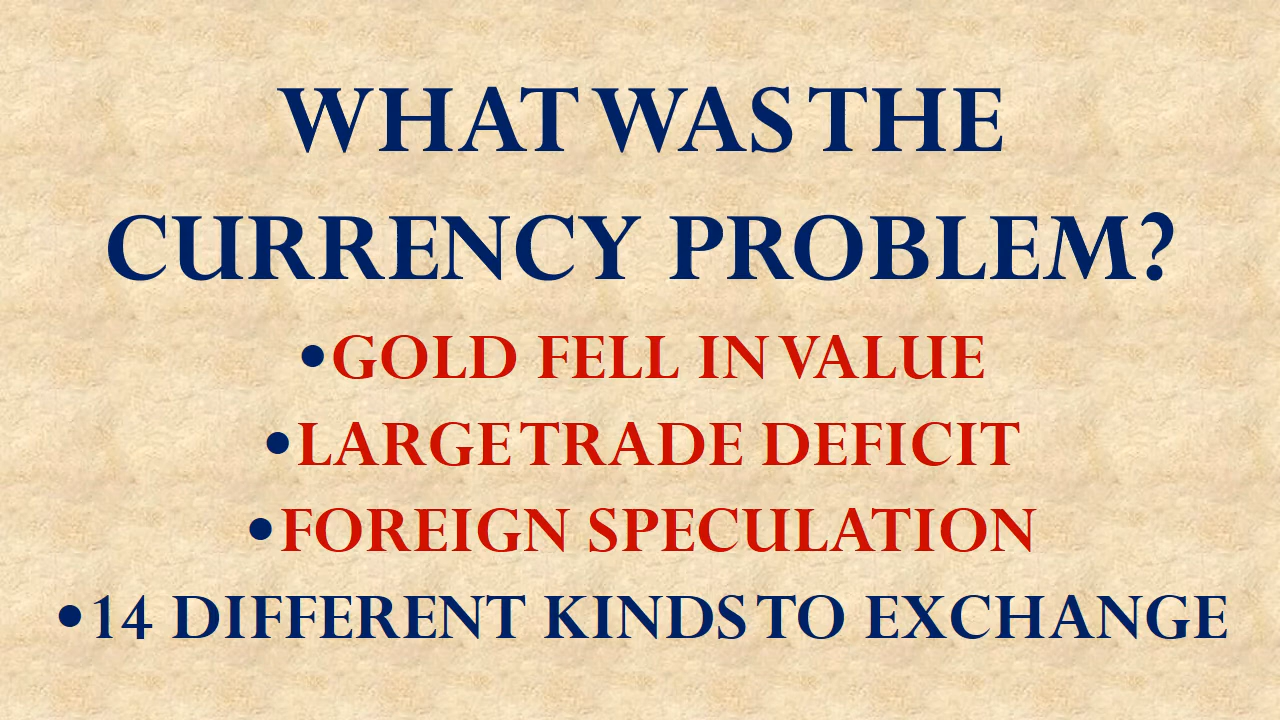 WHAT WAS THE
CURRENCY PROBLEM?
•GOLD FELL IN VALUE
•LARGE TRADE DEFICIT
•FOREIGN SPECULATION
•14 DIFFERENT KINDS TO EXCHANGE